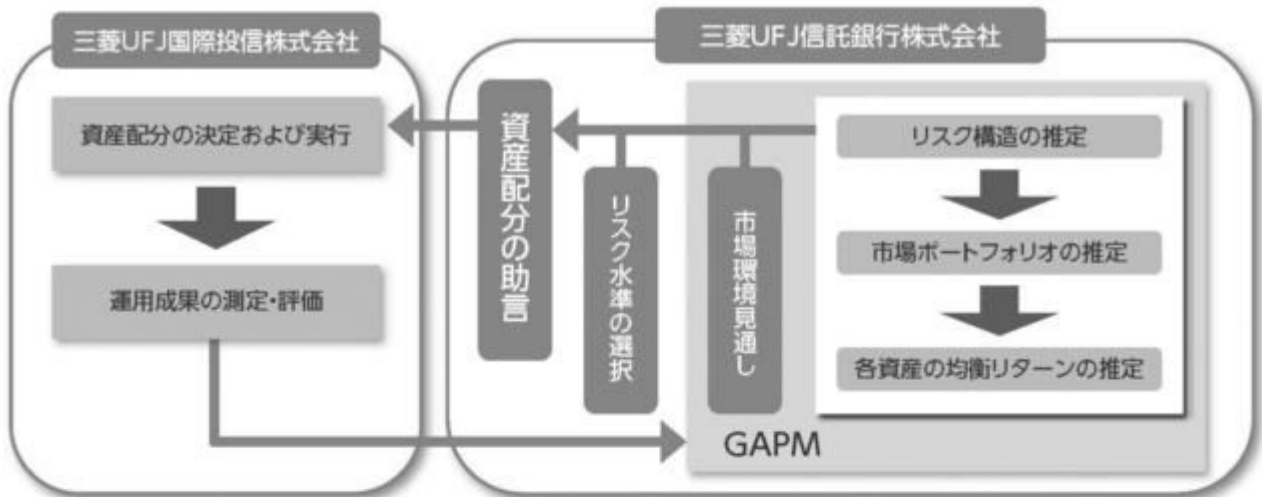 三菱UFJ国際投信株式会社
資産配分の決定および実行
運用成果の測定・評価
三菱UFJ信託銀行株式会社
資産配分の助言
リスク水準の選択
市場環境見通し
リスク構造の推定
市場ポートフォリオの推定
各資産の均衡リターンの推定
GAPM